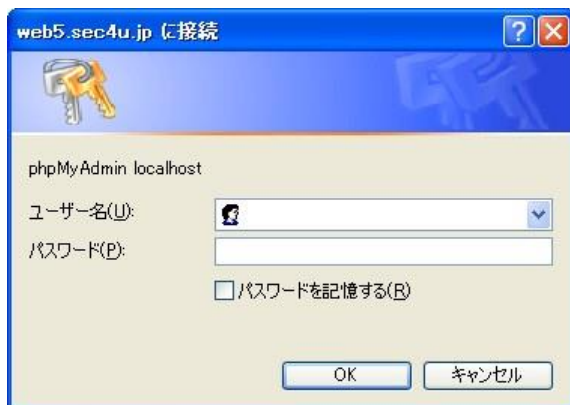 web5.sec4u.jp に接続
phpMyAdmin localhost
ユーザー名(U):
パスワード(P):
パスワードを記憶する(R)
OK
キャンセル